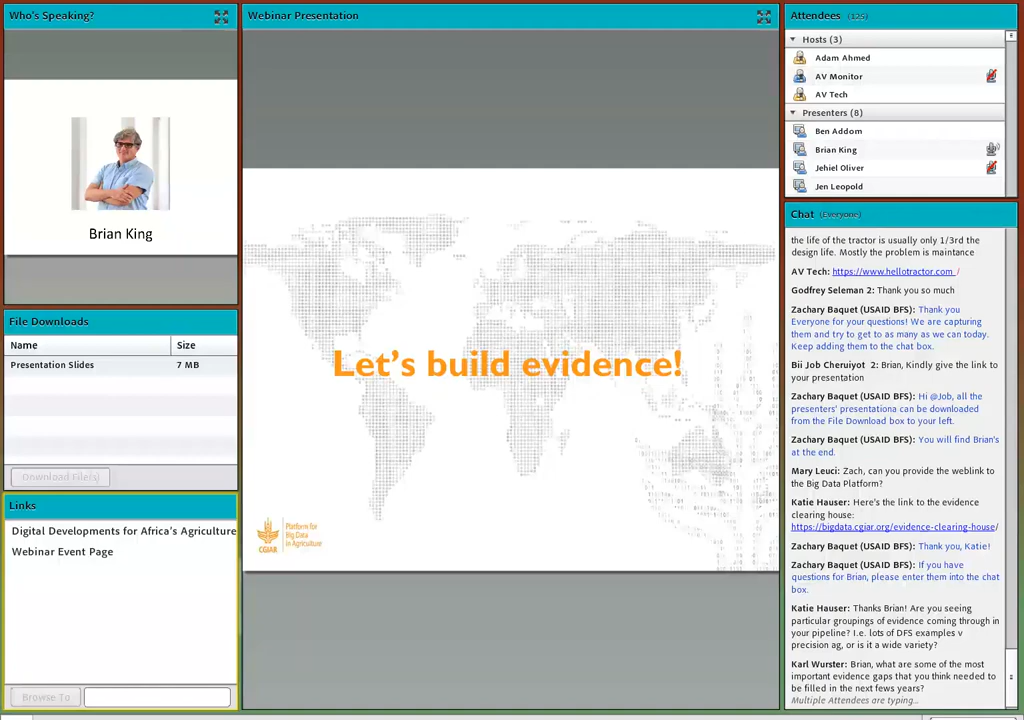 Who's Speaking?
Brian King
File Downloads
Name Size
Presentation Slides 7 MB
Download File(s)
Links
Digital Developments for Africa's Agriculture
Webinar Event Page
Browse To
Webinar Presentation
Let's build evidence!
CGIAR
Platform for
Big Data
in Agriculture
Attendees (125)
Hosts (3)
Adam Ahmed
AV Monitor
AV Tech
Presenters (8)
Ben Addom
Brian King
Jehiel Oliver
Jen Leopold
Chat (Everyone)
the life of the tractor is usually only 1/3rd the
design life. Mostly the problem is maintance
AV Tech: https://www.hellotractor.com /
Godfrey Seleman 2: Thank you so much
Zachary Baquet (USAID BFS): Thank you
Everyone for your questions! We are capturing
them and try to get to as many as we can today.
Keep adding them to the chat box.
Bii Job Cheruiyot 2: Brian, Kindly give the link to
your presentation
Zachary Baquet (USAID BFS): Hi @Job, all the
presenters' presentationa can be downloaded
from the File Download box to your left.
Zachary Baquet (USAID BFS): You will find Brian's
at the end.
Mary Leuci: Zach, can you provide the weblink to
the Big Data Platform?
Katie Hauser: Here's the link to the evidence
clearing house:
https://bigdata.cgiar.org/evidence-clearing-house/
Zachary Baquet (USAID BFS): Thank you, Katie!
Zachary Baquet (USAID BFS): If you have
questions for Brian, please enter them into the chat
box.
Katie Hauser: Thanks Brian! Are you seeing
particular groupings of evidence coming through in
your pipeline? I.e. lots of DFS examples v
precision ag, or is it a wide variety?
Karl Wurster: Brian, what are some of the most
important evidence gaps that you think needed to
be filled in the next fews years?
Multiple Attendees are typing...